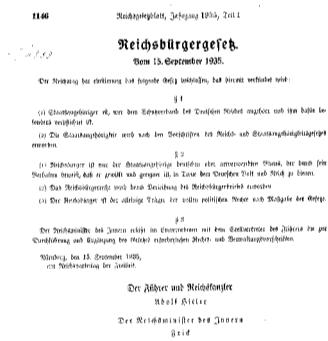 1146 Reichsgesetzblatt, Jahrgang 1935, Teil I
Reichsbürgergesetz.
Vom 15. September 1935.
Der Reichstag hat einstimmig das folgende Gesetz beschlossen, das hiermit verkündet wird:
§ 1
(1) Staatsangehöriger ist, wer dem Schutzverband des Deutschen Reiches angehört und ihm dafür besonders verpflichtet ist.
(2) Die Staatsangehörigkeit wird nach den Vorschriften des Reichs- und Staatsangehörigkeitsgesetzes erworben.
§ 2
(1) Reichsbürger ist nur der Staatsangehörige deutschen oder artverwandten Blutes, der durch sein
Verhalten beweist, daß er gewillt und geeignet ist, in Treue dem Deutschen Volk und Reich zu dienen.
(2) Das Reichsbürgerrecht wird durch Verleihung des Reichsbürgerbriefes erworben.
(3) Der Reichsbürger ist der alleinige Träger der vollen politischen Rechte nach Maßgabe der Gesetze.
§ 3
Der Reichsminister des Innern erläßt im Einvernehmen mit dem Stellvertreter des Führers die zur
Durchführung und Ergänzung des Gesetzes erforderlichen Rechts- und Verwaltungsvorschriften.
Nürnberg, den 15. September 1935,
am Reichsparteitag der Freiheit.
Der Führer und Reichskanzler
Adolf Hitler
Der Reichsminister des Innern
Frick